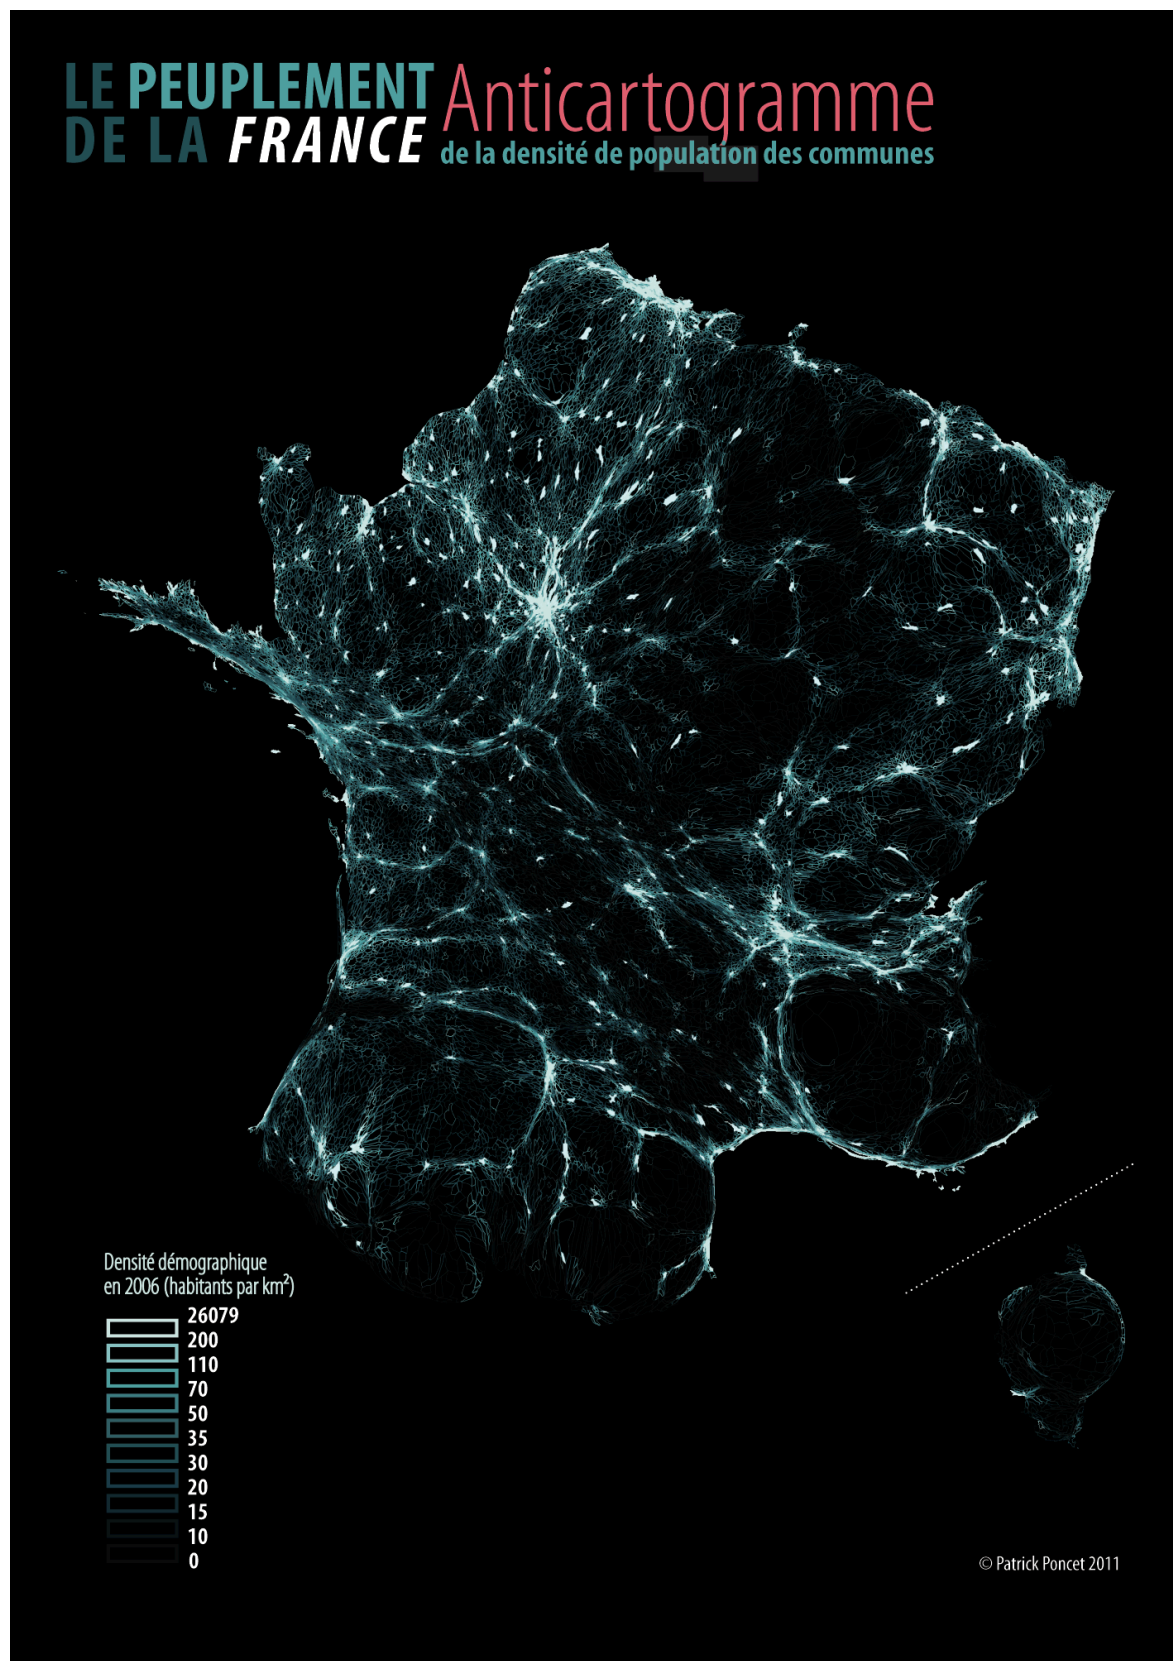 LE PEUPLEMENT
DE LA FRANCE
Anticartogramme
de la densité de population des communes
Densité démographique
en 2006 (habitants par km²)
26079
200
110
70
50
35
30
20
15
10
0
© Patrick Poncet 2011